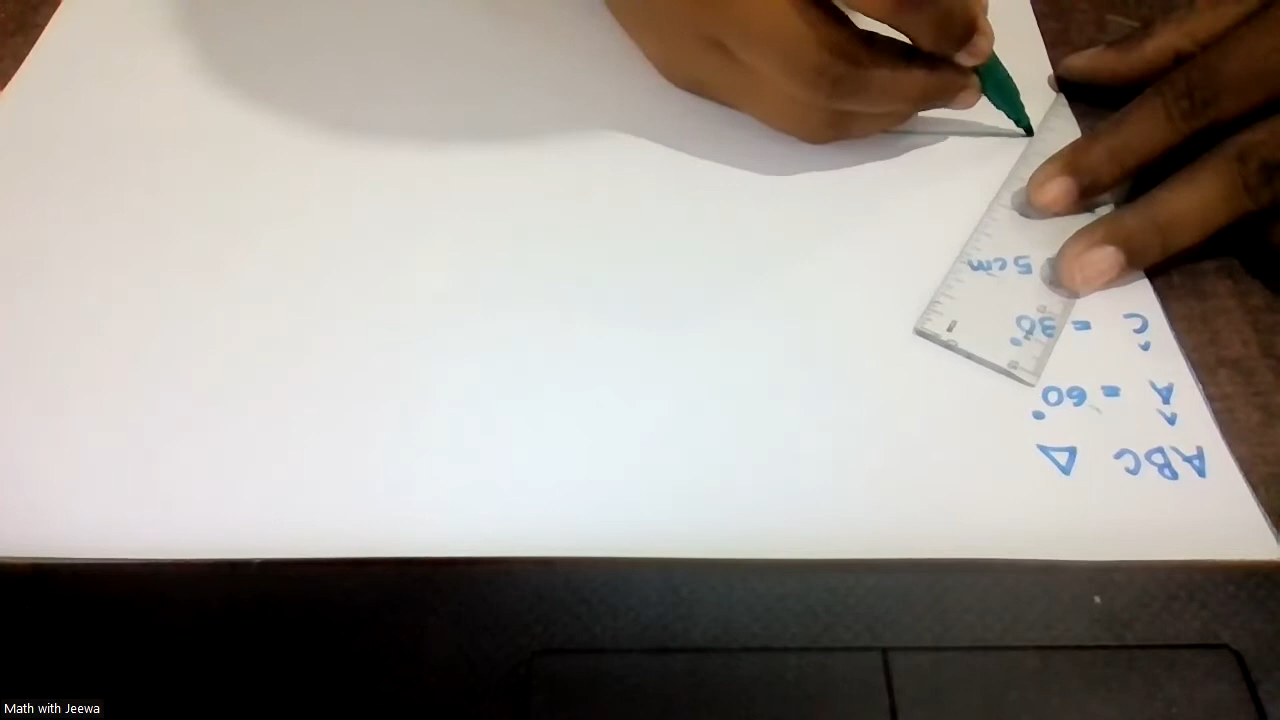 ABC Δ
Â = 60°
Ĉ = 30°
5cm
Math with Jeewa